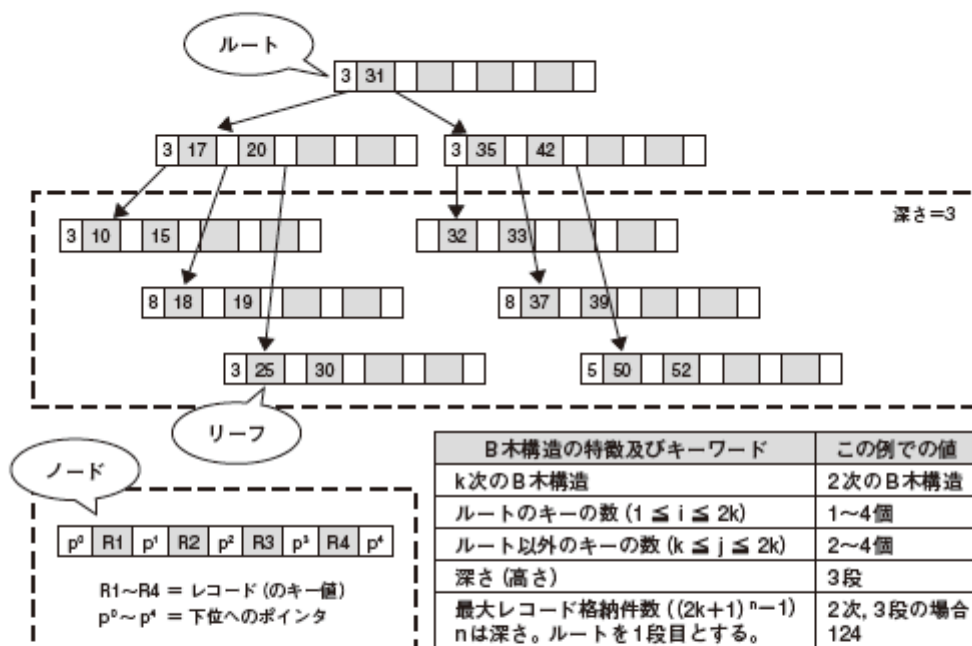 ルート
3 31
3 17 20
3 35 42
深さ=3
3 10 15
32 33
8 18 19
8 37 39
3 25 30
5 50 52
リーフ
ノード
p⁰ R1 p¹ R2 p² R3 p³ R4 p⁴
R1〜R4 = レコード (のキー値)
p⁰〜p⁴ = 下位へのポインタ
B木構造の特徴及びキーワード この例での値
k次のB木構造 2次のB木構造
ルートのキーの数 (1 ≦ i ≦ 2k) 1〜4個
ルート以外のキーの数 (k ≦ j ≦ 2k) 2〜4個
深さ (高さ) 3段
最大レコード格納件数 ((2k+1) ⁿ−1) 2次, 3段の場合
nは深さ。ルートを1段目とする。 124